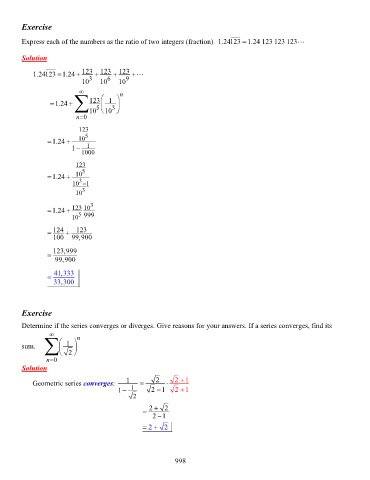 Exercise
Express each of the numbers as the ratio of two integers (fraction) 1.24\overline{123} = 1.24 123 123 123⋯
Solution
1.24\overline{123} = 1.24 + \frac{123}{10^3} + \frac{123}{10^6} + \frac{123}{10^9} + ⋯
= 1.24 + \sum_{n=0}^{∞} \frac{123}{10^5} \left( \frac{1}{10^3} \right)^n
= 1.24 + \frac{\frac{123}{10^5}}{1 - \frac{1}{1000}}
= 1.24 + \frac{\frac{123}{10^5}}{\frac{10^3 - 1}{10^3}}
= 1.24 + \frac{123}{10^5} \frac{10^3}{999}
= \frac{124}{100} + \frac{123}{99,900}
= \frac{123,999}{99,900}
= \frac{41,333}{33,300}
Exercise
Determine if the series converges or diverges. Give reasons for your answers. If a series converges, find its
sum. \sum_{n=0}^{∞} \left( \frac{1}{\sqrt{2}} \right)^n
Solution
Geometric series converges: \frac{1}{1 - \frac{1}{\sqrt{2}}} = \frac{\sqrt{2}}{\sqrt{2} - 1} \cdot \frac{\sqrt{2} + 1}{\sqrt{2} + 1}
= \frac{2 + \sqrt{2}}{2 - 1}
= 2 + \sqrt{2}
998